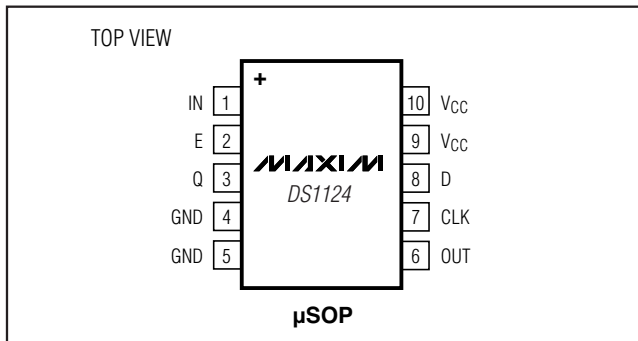 TOP VIEW
+
IN 1
10 VCC
E 2
9 VCC
Q 3
MAXIM
8 D
DS1124
GND 4
7 CLK
GND 5
6 OUT
µSOP